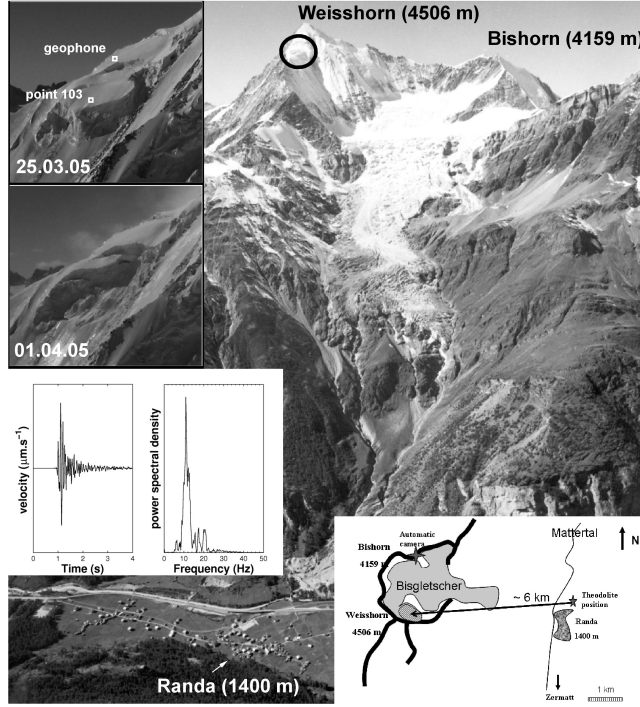 Weisshorn (4506 m)
Bishorn (4159 m)
geophone
point 103
25.03.05
01.04.05
velocity (μm.s⁻¹)
0 1 2 3 4
Time (s)
power spectral density
0 10 20 30 40 50
Frequency (Hz)
Randa (1400 m)
Automatic
camera
Bishorn
4159 m
Bisgletscher
Weisshorn
4506 m
~ 6 km
Mattertal
N
Theodolite
position
Randa
1400 m
Zermatt
1 km